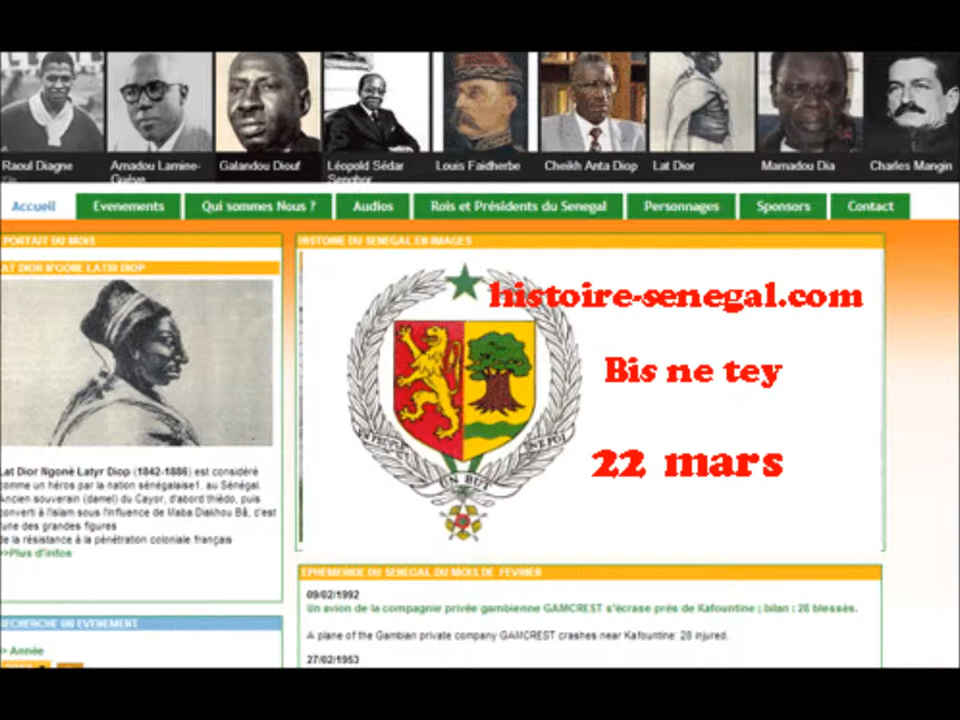 Raoul Diagne
Amadou Lamine-
Guèye
Galandou Diouf
Léopold Sédar
Senghor
Louis Faidherbe
Cheikh Anta Diop
Lat Dior
Mamadou Dia
Charles Mangin
Accueil
Evenements
Qui sommes Nous ?
Audios
Rois et Présidents du Senegal
Personnages
Sponsors
Contact
PORTAIT DU MOIS
AT DIOR N'GONE LATIR DIOP
Lat Dior Ngoné Latyr Diop (1842-1886) est considéré
comme un héros par la nation sénégalaise1. au Sénégal.
Ancien souverain (damel) du Cayor, d'abord thiédo, puis
converti à l'islam sous l'influence de Maba Diakhou Bâ, c'est
l'une des grandes figures
de la résistance à la pénétration coloniale français
>>Plus d'infos
RECHERCHE UN EVENEMENT
> Année
HISTOIRE DU SENEGAL EN IMAGES
histoire-senegal.com
Bis ne tey
22 mars
UN BUT
EPHEMERIDE DU SENEGAL DU MOIS DE FEVRIER
09/02/1992
Un avion de la compagnie privée gambienne GAMCREST s'écrase près de Kafountine ; bilan : 28 blessés.
A plane of the Gambian private company GAMCREST crashes near Kafountine: 28 injured.
27/02/1953